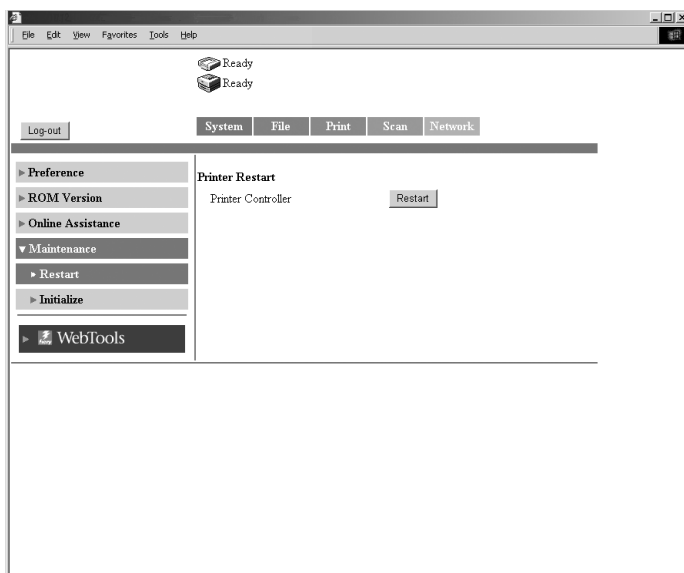 File Edit View Favorites Tools Help
Ready
Ready
Log-out
System File Print Scan Network
Preference
ROM Version
Online Assistance
Maintenance
Restart
Initialize
WebTools
Printer Restart
Printer Controller Restart